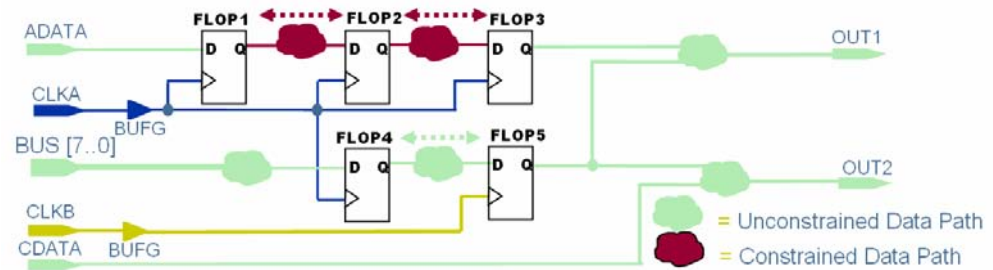 FLOP1
FLOP2
FLOP3
ADATA
OUT1
D Q
D Q
D Q
CLKA
BUFG
BUS [7..0]
FLOP4
FLOP5
D Q
D Q
OUT2
CLKB
BUFG
CDATA
= Unconstrained Data Path
= Constrained Data Path